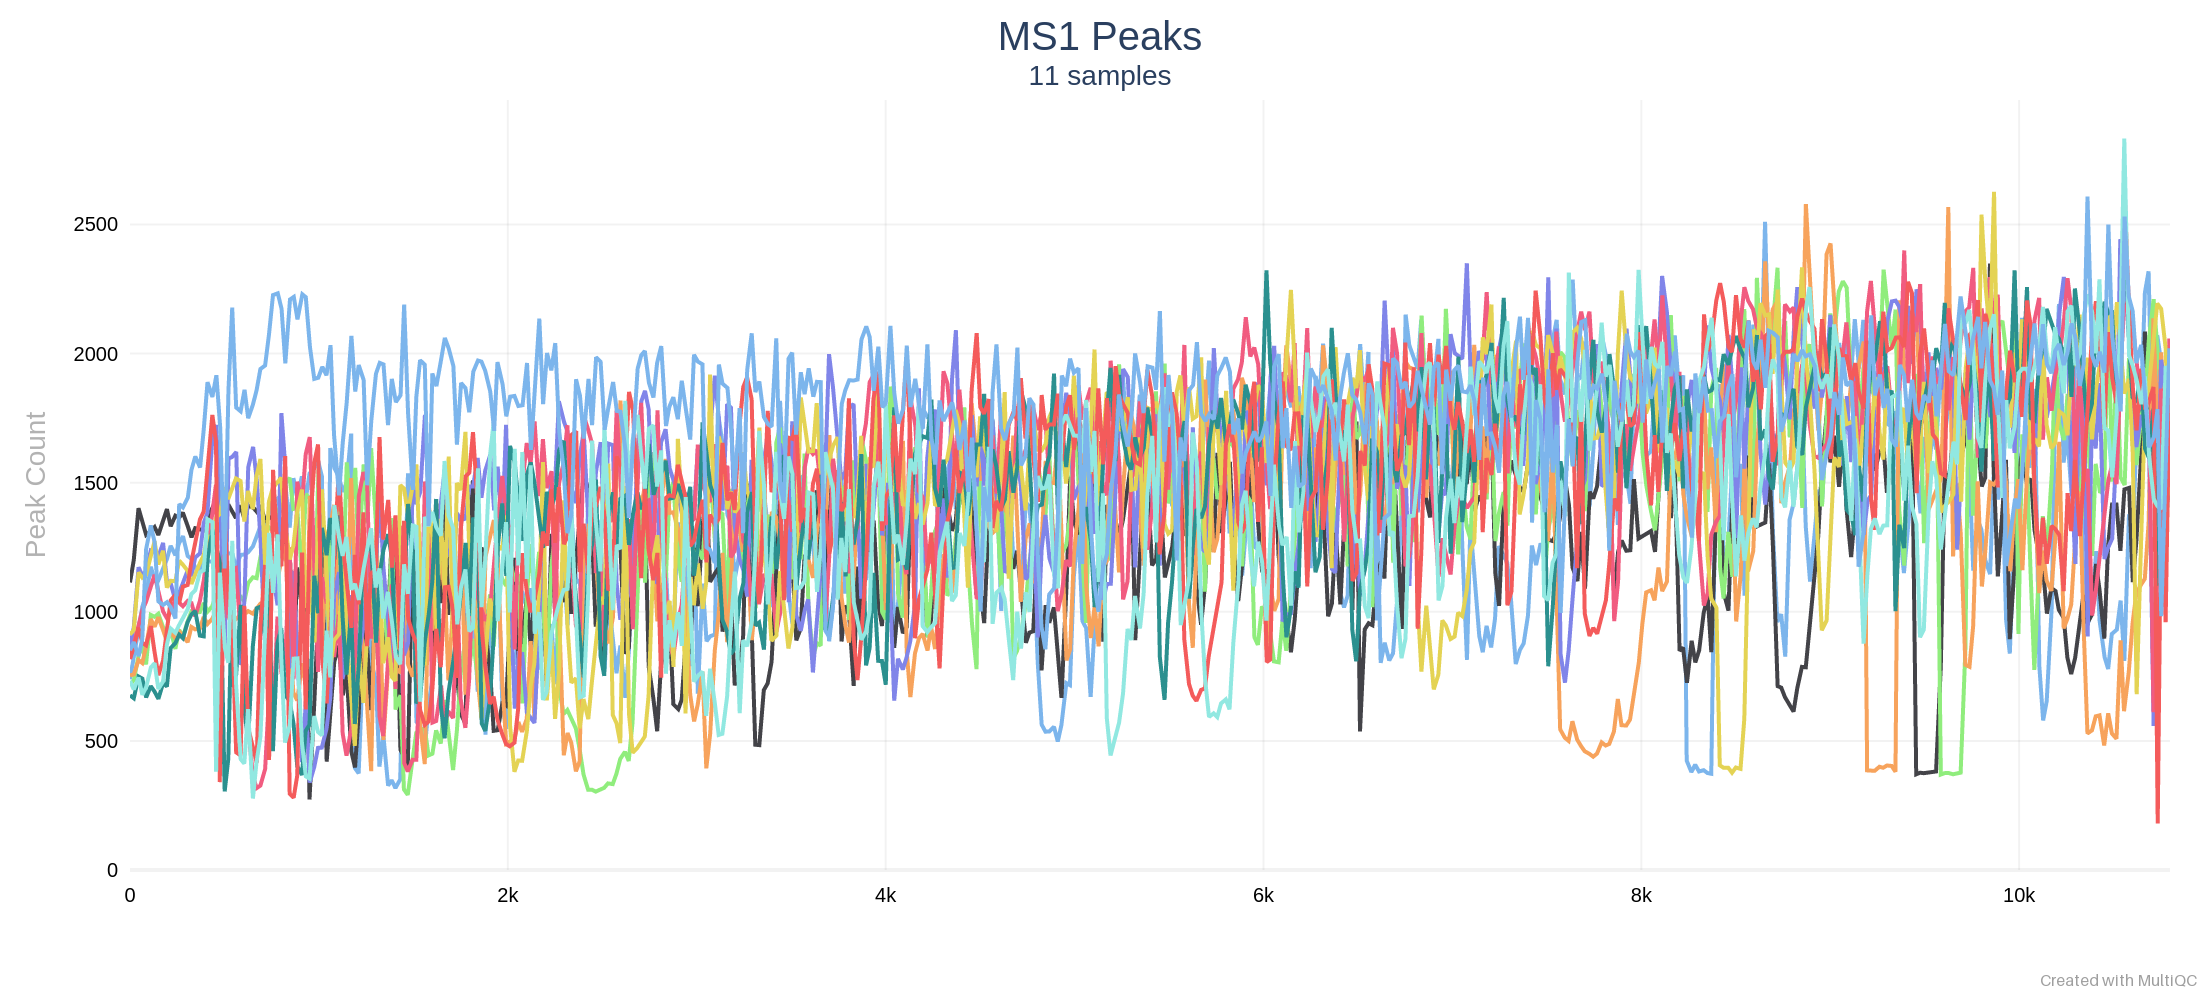 MS1 Peaks
11 samples
Peak Count
2500
2000
1500
1000
500
0
0
2k
4k
6k
8k
10k
Created with MultiQC